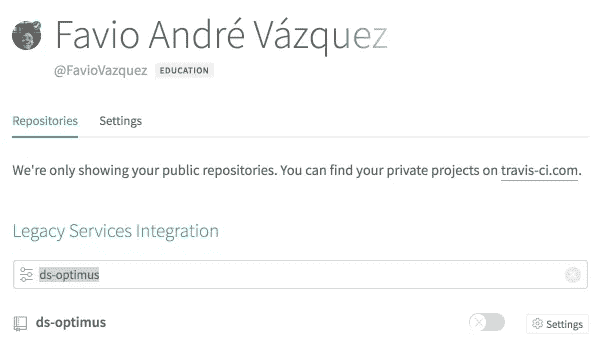 Favio André Vázquez
@FavioVazquez EDUCATION
Repositories Settings
We're only showing your public repositories. You can find your private projects on travis-ci.com.
Legacy Services Integration
ds-optimus
ds-optimus Settings